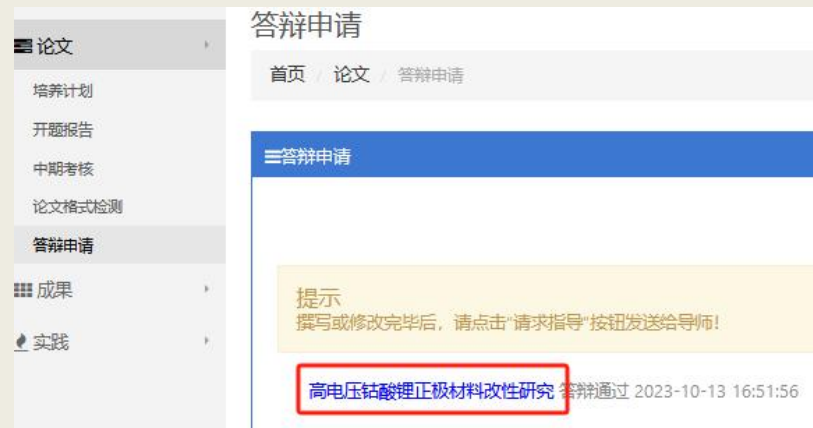 论文
培养计划
开题报告
中期考核
论文格式检测
答辩申请
成果
实践
答辩申请
首页 / 论文 / 答辩申请
答辩申请
提示
撰写或修改完毕后，请点击“请求指导”按钮发送给导师！
高电压钴酸锂正极材料改性研究 答辩通过 2023-10-13 16:51:56